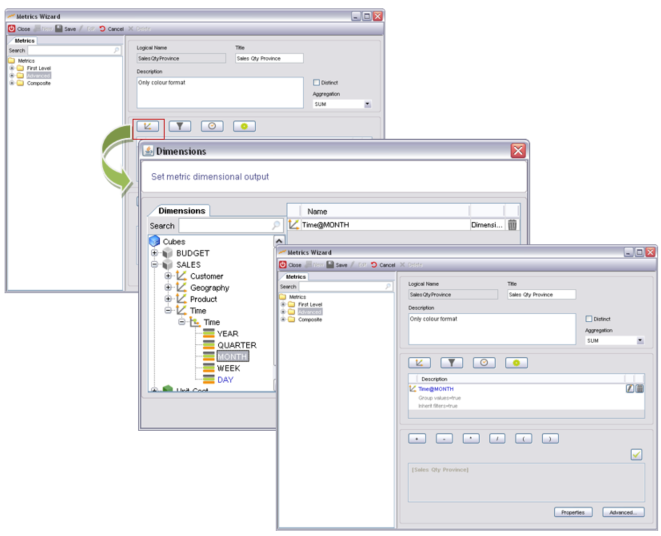 Metrics Wizard
Close Save Cancel
Metrics
Search
Metrics
First Level
Advanced
Composite
Logical Name Title
SalesQtyProvince Sales Qty Province
Description
Only colour format
Distinct
Aggregation
SUM
Dimensions
Set metric dimensional output
Dimensions
Search
Cubes
BUDGET
SALES
Customer
Geography
Product
Time
Time
YEAR
QUARTER
MONTH
WEEK
DAY
Unit Cost
Name
Time@MONTH Dimensi...
Metrics Wizard
Close Save Cancel
Metrics
Search
Metrics
First Level
Advanced
Composite
Logical Name Title
SalesQtyProvince Sales Qty Province
Description
Only colour format
Distinct
Aggregation
SUM
Description
Time@MONTH
Group values=true
Inherit filters=true
+ - * / ( )
[Sales Qty Province]
Properties Advanced...